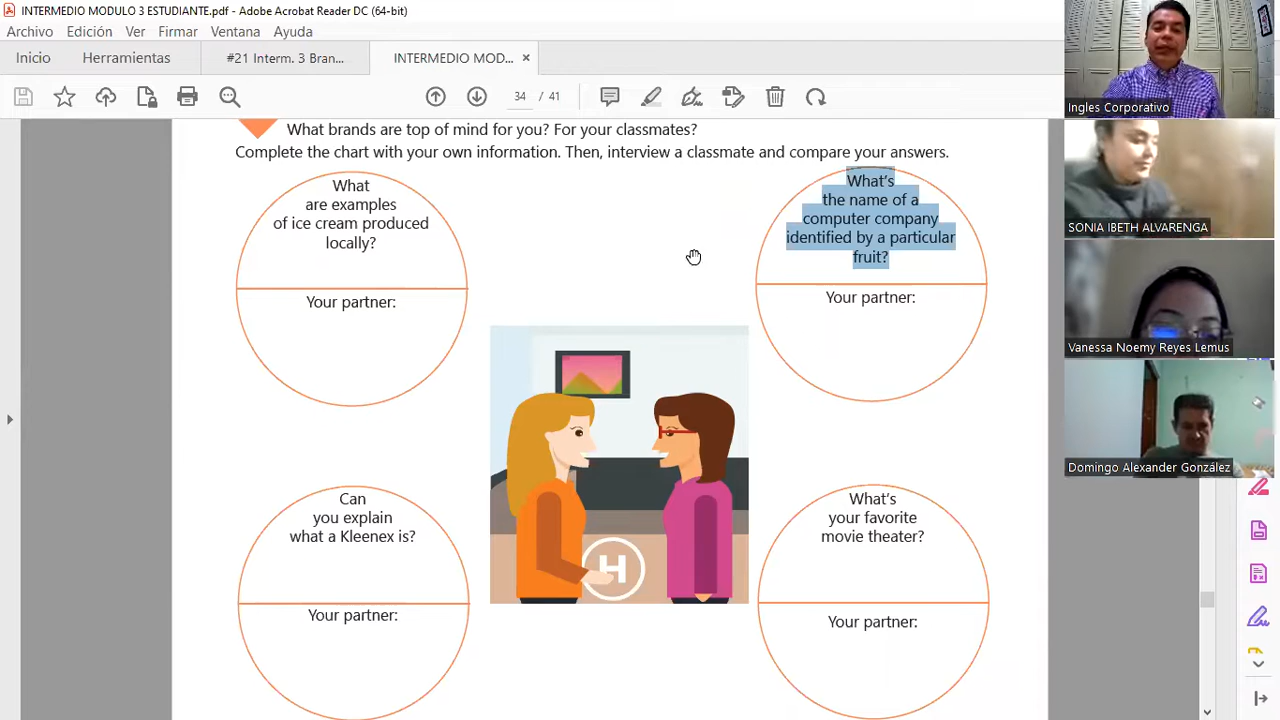 INTERMEDIO MODULO 3 ESTUDIANTE.pdf - Adobe Acrobat Reader DC (64-bit)
Archivo Edición Ver Firmar Ventana Ayuda
Inicio Herramientas #21 Interm. 3 Bran... INTERMEDIO MOD... ×
34 / 41
What brands are top of mind for you? For your classmates?
Complete the chart with your own information. Then, interview a classmate and compare your answers.
What
are examples
of ice cream produced
locally?
Your partner:
What's
the name of a
computer company
identified by a particular
fruit?
Your partner:
Can
you explain
what a Kleenex is?
Your partner:
What's
your favorite
movie theater?
Your partner:
H
Ingles Corporativo
SONIA IBETH ALVARENGA
Vanessa Noemy Reyes Lemus
Domingo Alexander González